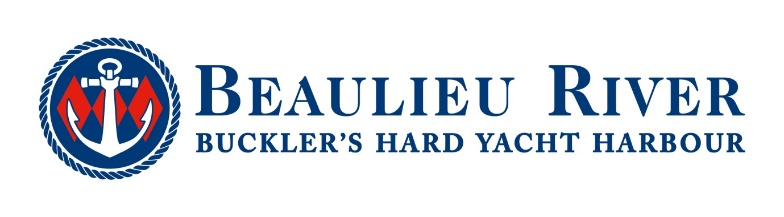 BEAULIEU RIVER
BUCKLER'S HARD YACHT HARBOUR